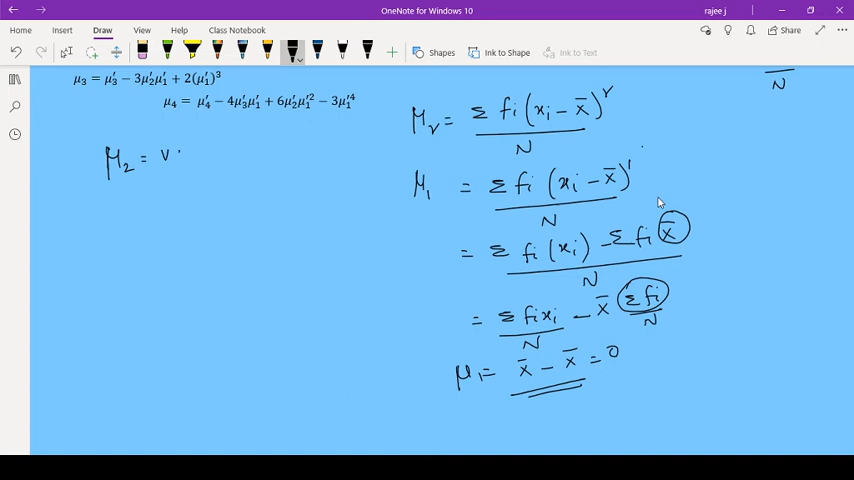 OneNote for Windows 10
rajee j
Home Insert Draw View Help Class Notebook
Shapes Ink to Shape Ink to Text Share
μ₃ = μ₃′ − 3μ₂′μ₁′ + 2(μ₁′)³
μ₄ = μ₄′ − 4μ₃′μ₁′ + 6μ₂′μ₁′² − 3μ₁′⁴
N
μ₂ = v
μᵣ = Σ fi (xi − x̄)ʳ / N
μ₁ = Σ fi (xi − x̄)¹ / N
= Σ fi (xi) − Σ fi x̄ / N
= Σ fixi / N − x̄ Σ fi / N
μ₁ = x̄ − x̄ = 0